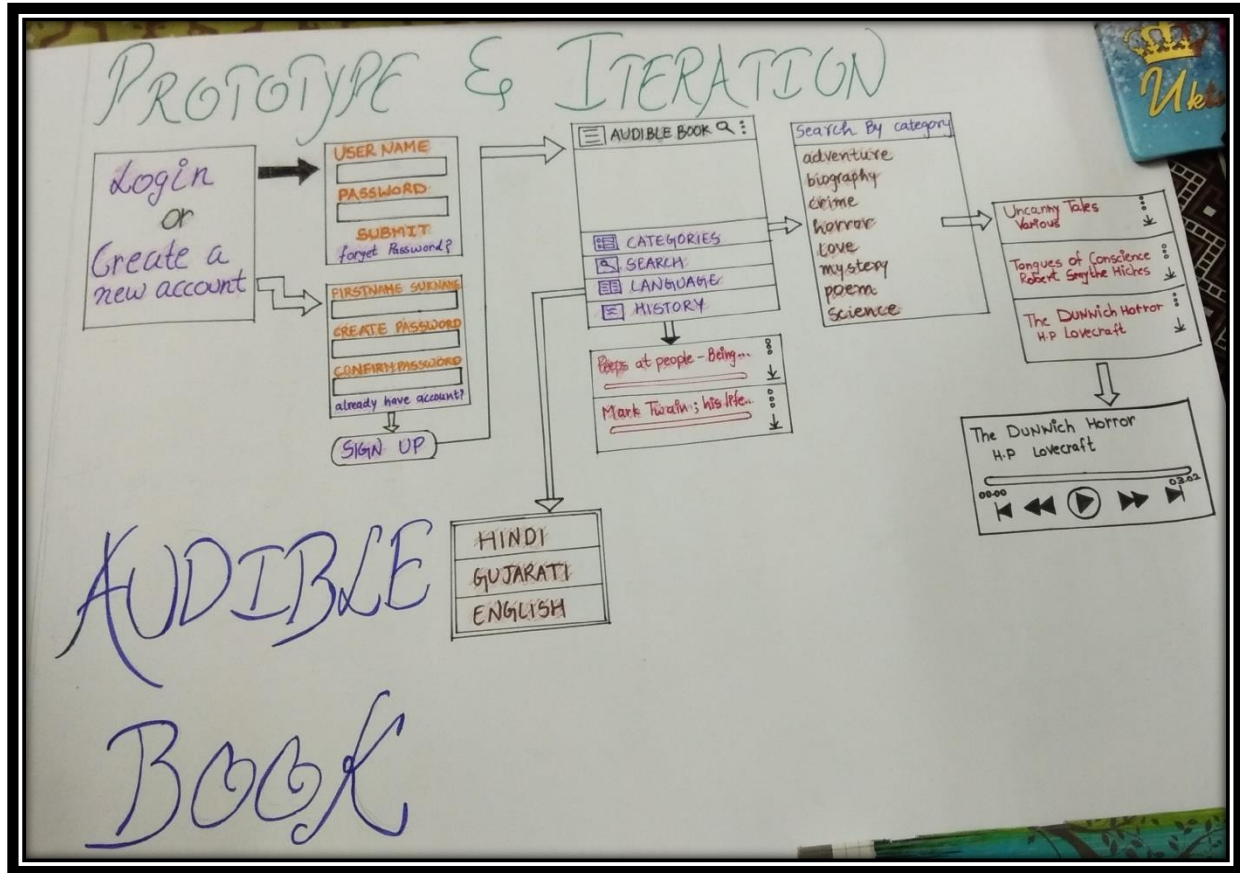 PROTOTYPE & ITERATION
Login
or
Create a
new account
USER NAME
PASSWORD
SUBMIT
forget Password?
FIRSTNAME SURNAME
CREATE PASSWORD
CONFIRM PASSWORD
already have account?
SIGN UP
AUDIBLE BOOK
CATEGORIES
SEARCH
LANGUAGE
HISTORY
Peeps at people - Being...
Mark Twain ; his life..
HINDI
GUJARATI
ENGLISH
Search By category
adventure
biography
crime
horror
love
mystery
poem
science
Uncanny Tales
Various
Tongues of Conscience
Robert Smythe Hiches
The DUNWich Horror
H.P Lovecraft
The DUNWich Horror
H.P Lovecraft
00:00
03:02
AUDIBLE
BOOK